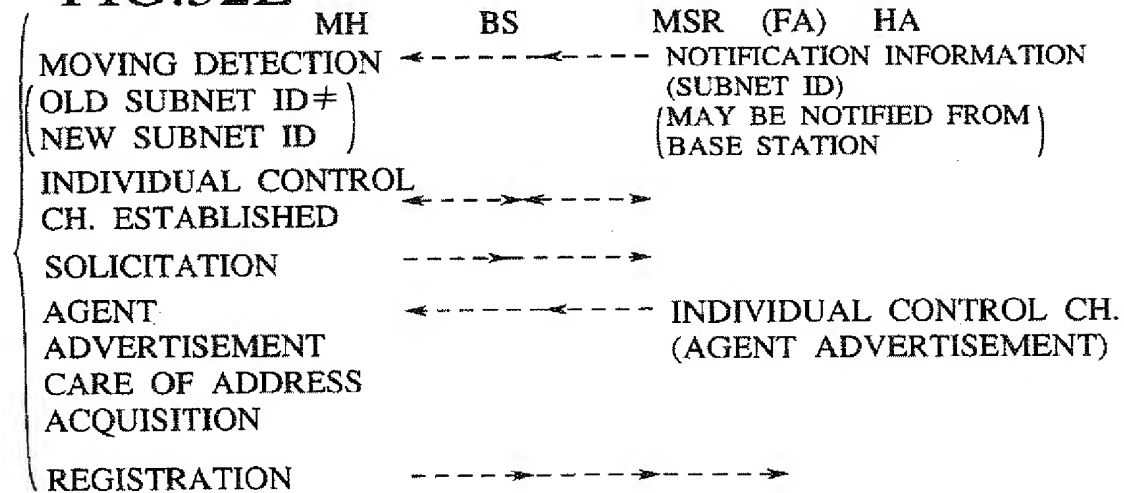 MH BS MSR (FA) HA
MOVING DETECTION
(OLD SUBNET ID≠
NEW SUBNET ID)
NOTIFICATION INFORMATION
(SUBNET ID)
(MAY BE NOTIFIED FROM
BASE STATION)
INDIVIDUAL CONTROL
CH. ESTABLISHED
SOLICITATION
AGENT
ADVERTISEMENT
CARE OF ADDRESS
ACQUISITION
INDIVIDUAL CONTROL CH.
(AGENT ADVERTISEMENT)
REGISTRATION